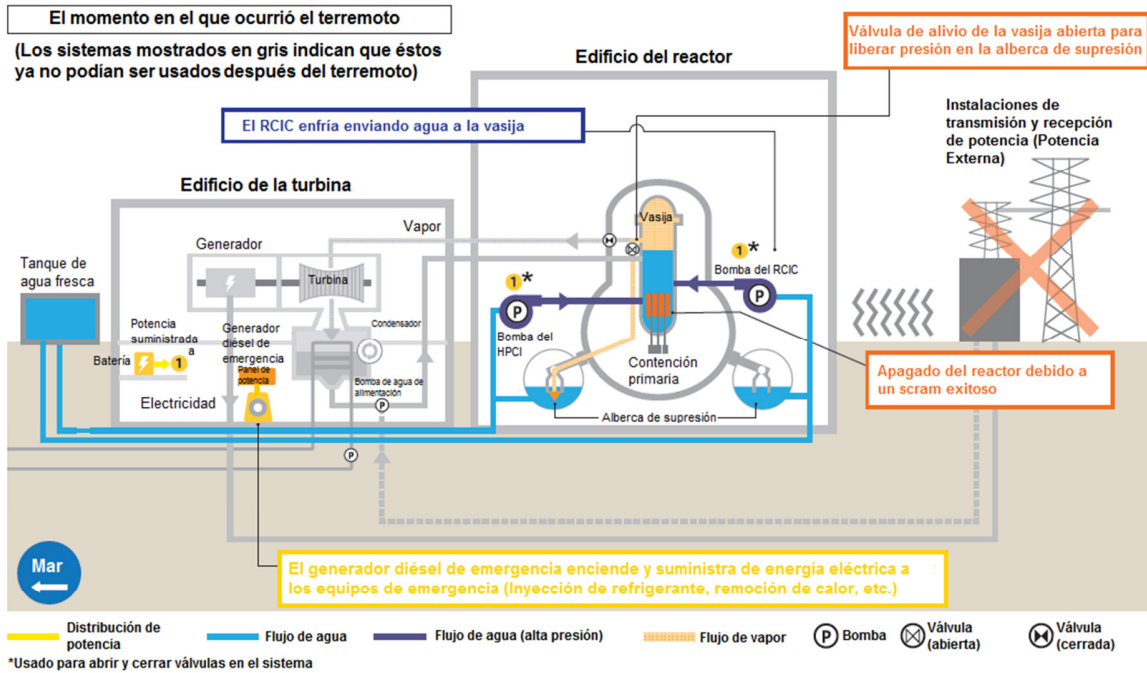 El momento en el que ocurrió el terremoto
(Los sistemas mostrados en gris indican que éstos
ya no podían ser usados después del terremoto)
Edificio del reactor
Válvula de alivio de la vasija abierta para
liberar presión en la alberca de supresión
El RCIC enfría enviando agua a la vasija
Instalaciones de
transmisión y recepción
de potencia (Potencia
Externa)
Edificio de la turbina
Vapor
Vasija
Generador
Turbina
Tanque de
agua fresca
1*
Bomba del RCIC
P
1*
P
Bomba del
HPCI
Potencia
suministrada
a
Batería
1
Generador
diésel de
emergencia
Panel de
potencia
Condensador
Contención
primaria
Apagado del reactor debido a
un scram exitoso
Bomba de agua de
alimentación
P
Electricidad
Alberca de supresión
P
Mar
El generador diésel de emergencia enciende y suministra de energía eléctrica a
los equipos de emergencia (Inyección de refrigerante, remoción de calor, etc.)
Distribución de
potencia
Flujo de agua
Flujo de agua (alta presión)
Flujo de vapor
P Bomba
Válvula
(abierta)
Válvula
(cerrada)
*Usado para abrir y cerrar válvulas en el sistema